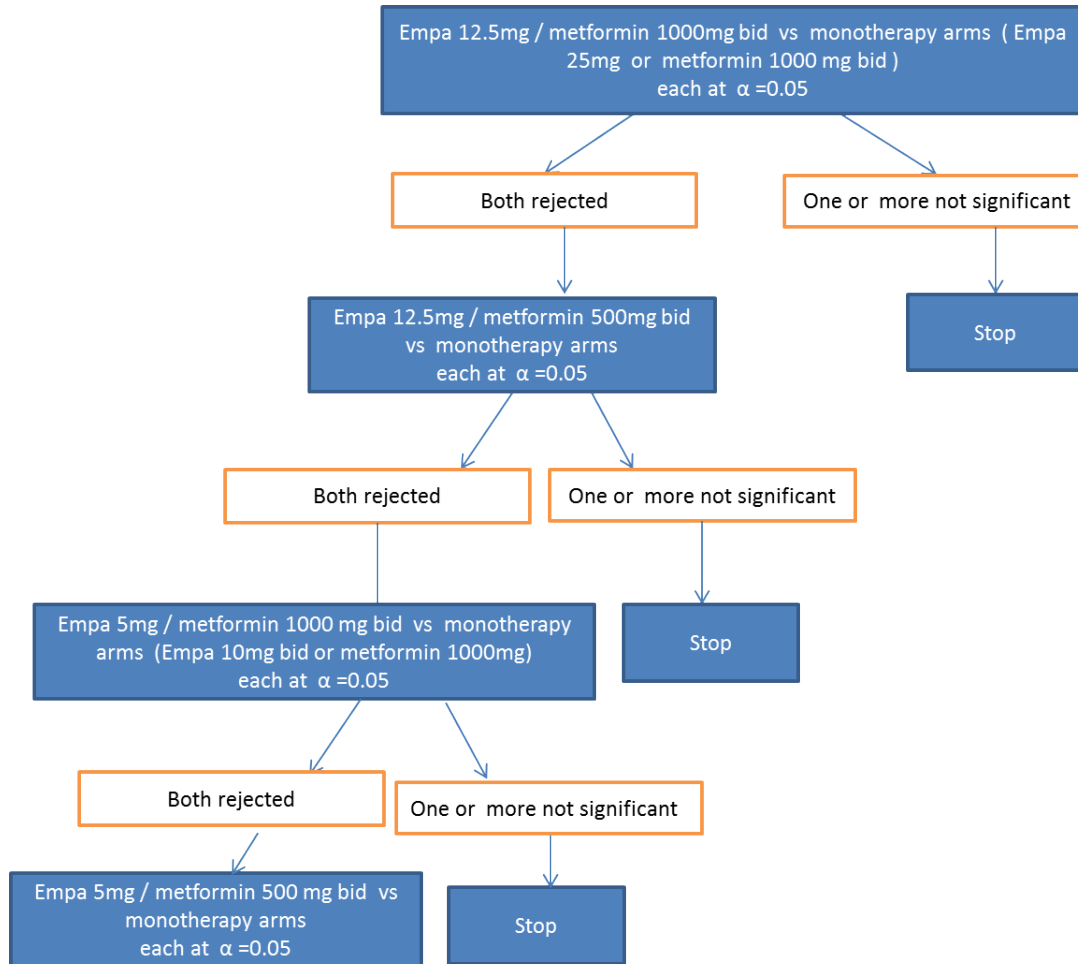 Empa 12.5mg / metformin 1000mg bid vs monotherapy arms ( Empa
25mg or metformin 1000 mg bid )
each at α =0.05
Both rejected
One or more not significant
Empa 12.5mg / metformin 500mg bid
vs monotherapy arms
each at α =0.05
Stop
Both rejected
One or more not significant
Empa 5mg / metformin 1000 mg bid vs monotherapy
arms (Empa 10mg bid or metformin 1000mg)
each at α =0.05
Stop
Both rejected
One or more not significant
Empa 5mg / metformin 500 mg bid vs
monotherapy arms
each at α =0.05
Stop